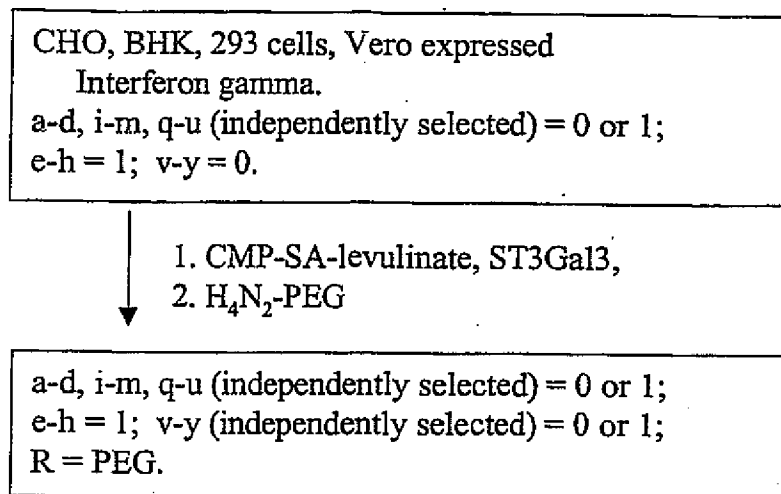 CHO, BHK, 293 cells, Vero expressed
Interferon gamma.
a-d, i-m, q-u (independently selected) = 0 or 1;
e-h = 1; v-y = 0.
1. CMP-SA-levulinate, ST3Gal3,
2. H₄N₂-PEG
a-d, i-m, q-u (independently selected) = 0 or 1;
e-h = 1; v-y (independently selected) = 0 or 1;
R = PEG.